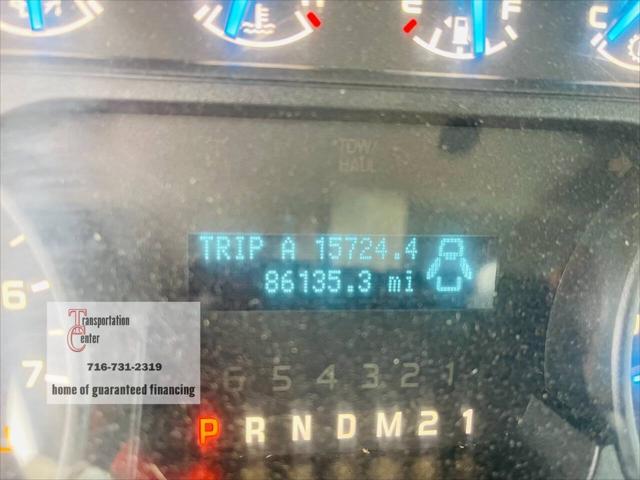 E F
C
TOW/
HAUL
TRIP A 15724.4
86135.3 mi
6
7
Transportation
Center
716-731-2319
home of guaranteed financing
6 5 4 3 2 1
P R N D M 2 1